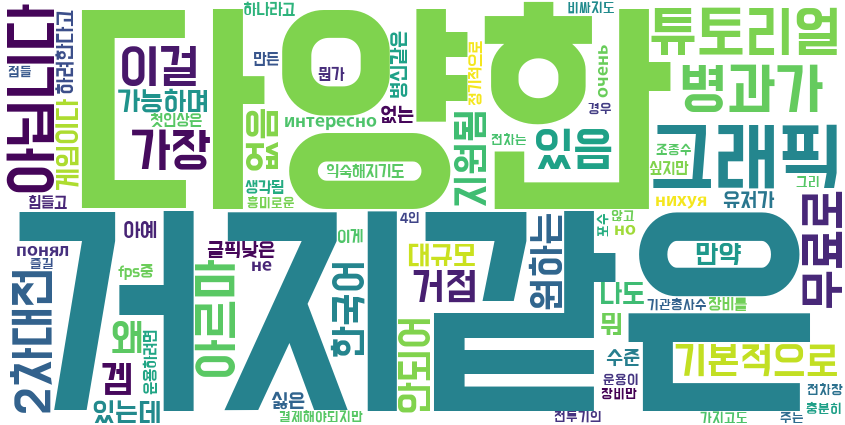 점들
아닙니다
하려한다고
게임이다
힘들고
다양한
하나라고
만든
뭔가
병신같은
없는
장기적으로
비싸지도
очень
경우
튜토리얼
병과가
이걸
가능하며
첫인상은
интересно
가장
없음
생각됨
흥미로운
익숙해지기도
지원됨
전차는
있음
조종수
싶지만
그래픽
그리
нихуя
유저가
거지같은
понял
즐길
아예
글픽낮은
не
이게
4인
대규모
거점
포수
않고
но
원하는
만약
플롬
fps중
2차대전
왜
겜
있는데
운용하려면
아르마
한국어
안되어
나도
뭐
기관총사수
장비를
수준
기본적으로
싫은
결제해야되지만
전투기의
운용이
장비만
전차장
충분히
가지고도
주는